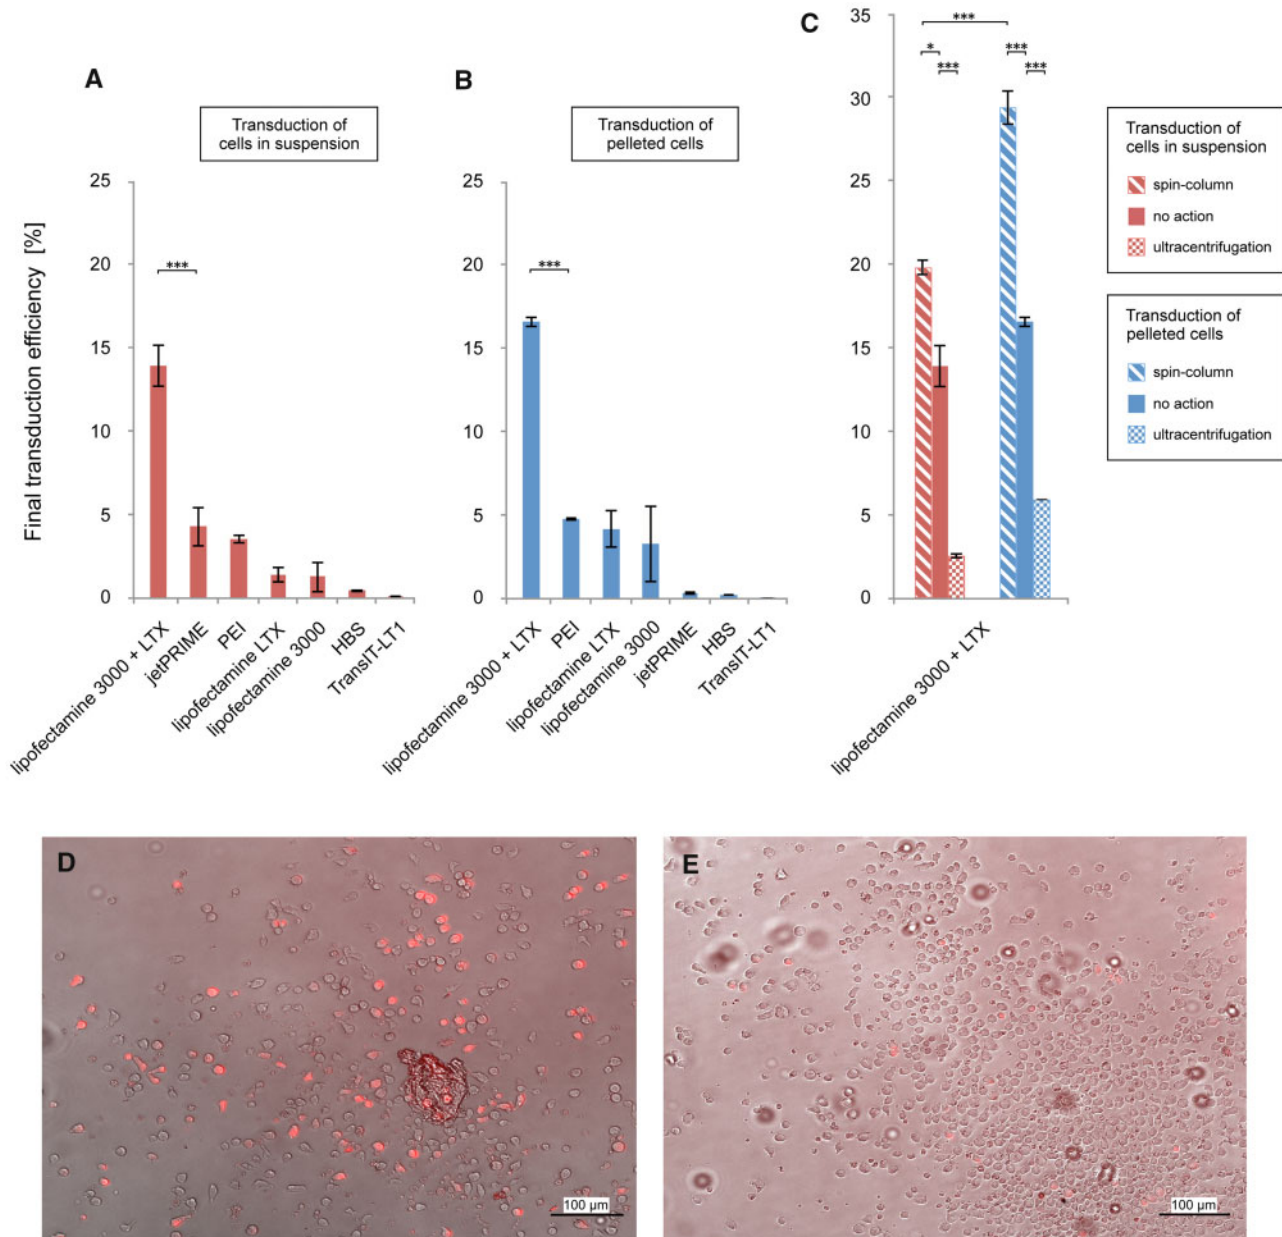 A
Transduction of
cells in suspension
Final transduction efficiency [%]
25
20
15
10
5
0
***
lipofectamine 3000 + LTX
jetPRIME
PEI
lipofectamine LTX
lipofectamine 3000
HBS
TransIT-LT1
B
Transduction of
pelleted cells
25
20
15
10
5
0
***
lipofectamine 3000 + LTX
PEI
lipofectamine LTX
lipofectamine 3000
jetPRIME
HBS
TransIT-LT1
C
35
30
25
20
15
10
5
0
***
*
***
***
***
lipofectamine 3000 + LTX
Transduction of
cells in suspension
spin-column
no action
ultracentrifugation
Transduction of
pelleted cells
spin-column
no action
ultracentrifugation
D
100 µm
E
100 µm